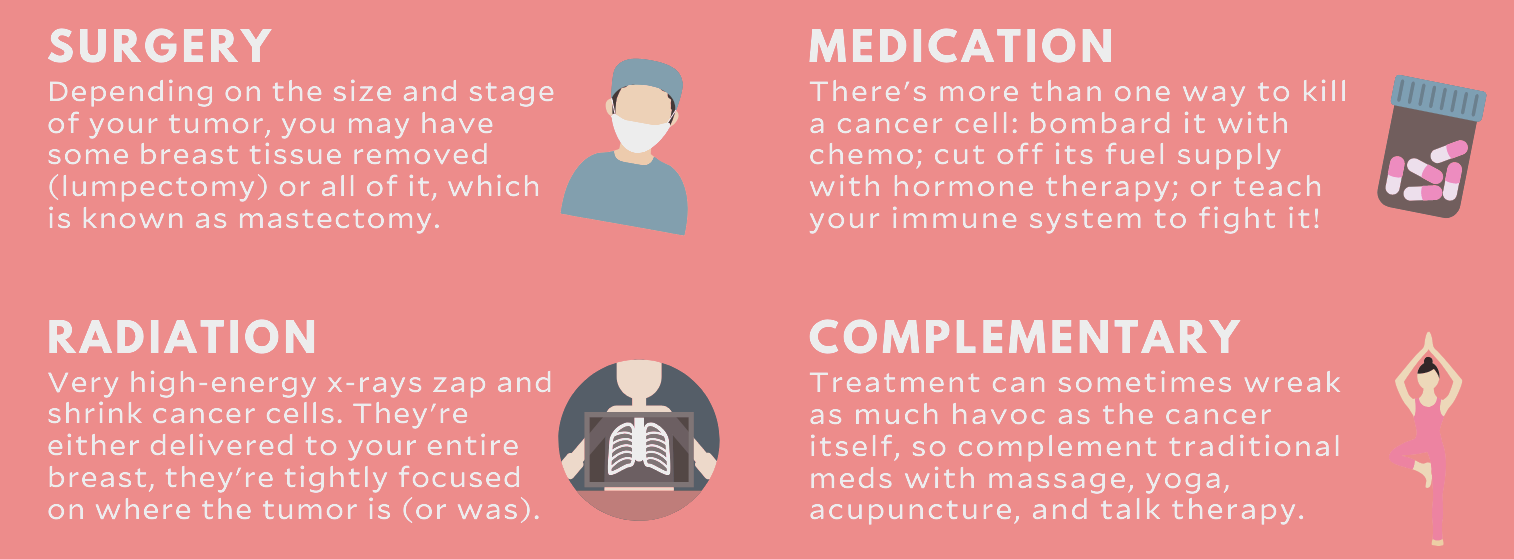 SURGERY
Depending on the size and stage
of your tumor, you may have
some breast tissue removed
(lumpectomy) or all of it, which
is known as mastectomy.
MEDICATION
There's more than one way to kill
a cancer cell: bombard it with
chemo; cut off its fuel supply
with hormone therapy; or teach
your immune system to fight it!
RADIATION
Very high-energy x-rays zap and
shrink cancer cells. They're
either delivered to your entire
breast, they're tightly focused
on where the tumor is (or was).
COMPLEMENTARY
Treatment can sometimes wreak
as much havoc as the cancer
itself, so complement traditional
meds with massage, yoga,
acupuncture, and talk therapy.